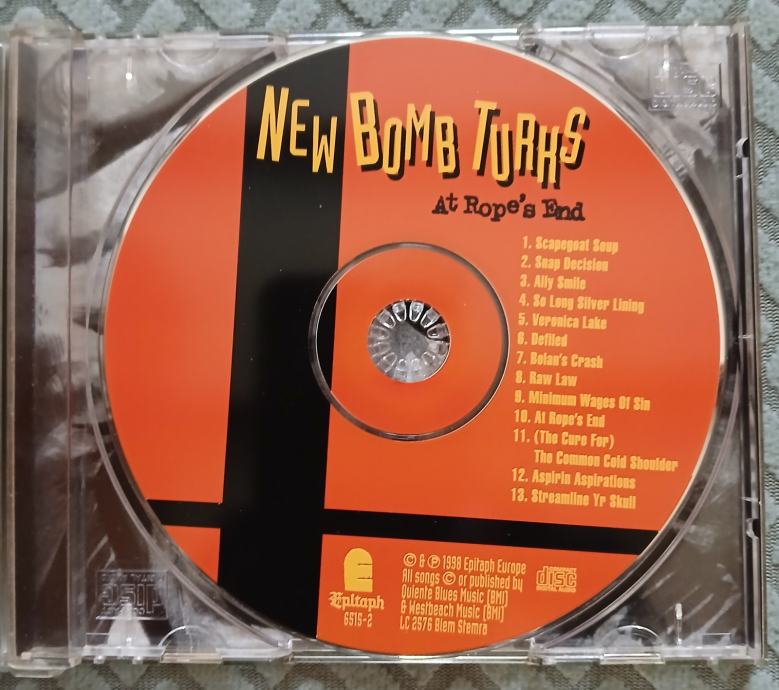 NEW BOMB TURKS
At Rope's End
1. Scapegoat Soup
2. Snap Decision
3. Ally Smile
4. So Long Silver Lining
5. Veronica Lake
6. Defiled
7. Bolan's Crash
8. Raw Law
9. Minimum Wages Of Sin
10. At Rope's End
11. (The Cure For)
The Common Cold Shoulder
12. Aspirin Aspirations
13. Streamline Yr Skull
E
Epitaph
6515-2
© & ℗ 1998 Epitaph Europe
All songs © or published by
Quiente Blues Music (BMI)
& Westbeach Music (BMI)
LC 2576 Biem Stemra
COMPACT
disc
DIGITAL AUDIO